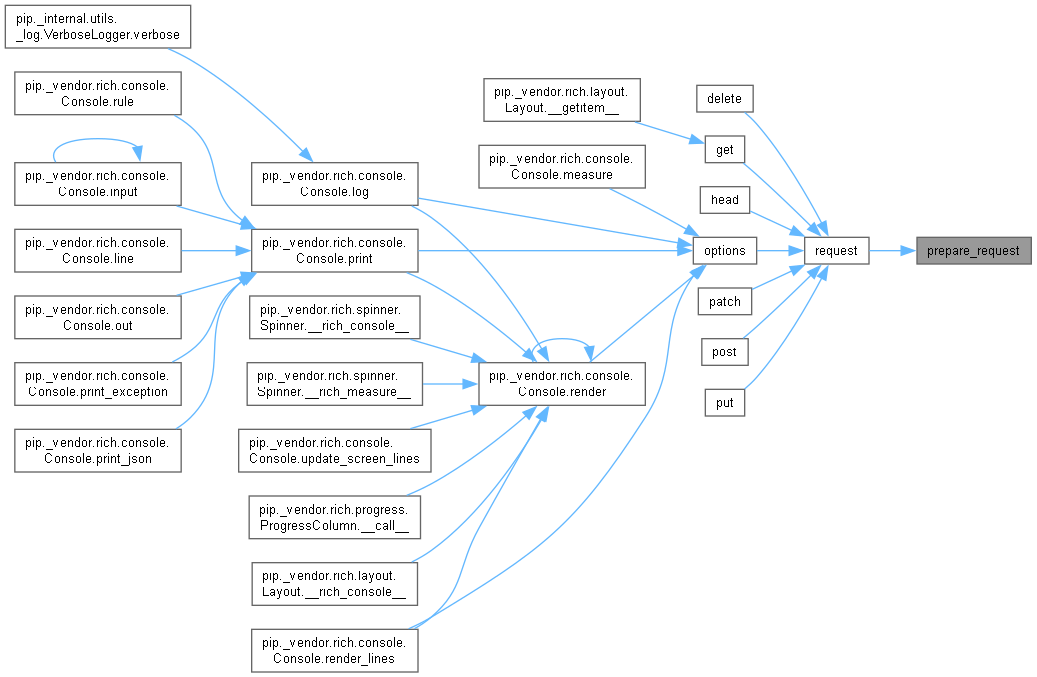 pip._internal.utils.
_log.VerboseLogger.verbose
pip._vendor.rich.console.
Console.rule
pip._vendor.rich.console.
Console.input
pip._vendor.rich.console.
Console.line
pip._vendor.rich.console.
Console.out
pip._vendor.rich.console.
Console.print_exception
pip._vendor.rich.console.
Console.print_json
pip._vendor.rich.console.
Console.log
pip._vendor.rich.console.
Console.print
pip._vendor.rich.spinner.
Spinner.__rich_console__
pip._vendor.rich.spinner.
Spinner.__rich_measure__
pip._vendor.rich.console.
Console.update_screen_lines
pip._vendor.rich.progress.
ProgressColumn.__call__
pip._vendor.rich.layout.
Layout.__rich_console__
pip._vendor.rich.console.
Console.render_lines
pip._vendor.rich.layout.
Layout.__getitem__
pip._vendor.rich.console.
Console.measure
pip._vendor.rich.console.
Console.render
delete
get
head
options
patch
post
put
request
prepare_request